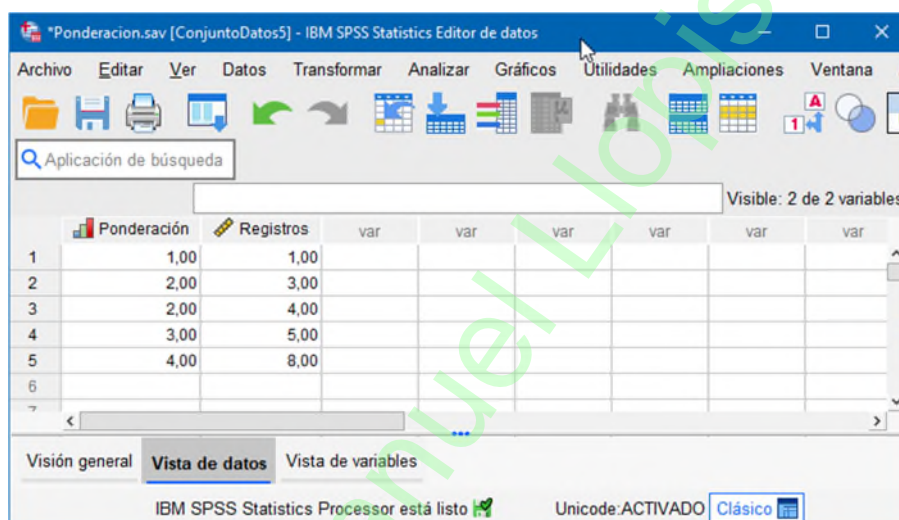 *Ponderacion.sav [ConjuntoDatos5] - IBM SPSS Statistics Editor de datos
Archivo Editar Ver Datos Transformar Analizar Gráficos Utilidades Ampliaciones Ventana
A
1
μ
Aplicación de búsqueda
Visible: 2 de 2 variables
Ponderación Registros var var var var var var
1 1,00 1,00
2 2,00 3,00
3 2,00 4,00
4 3,00 5,00
5 4,00 8,00
6
7
Visión general Vista de datos Vista de variables
IBM SPSS Statistics Processor está listo Unicode:ACTIVADO Clásico
nuel Llopis